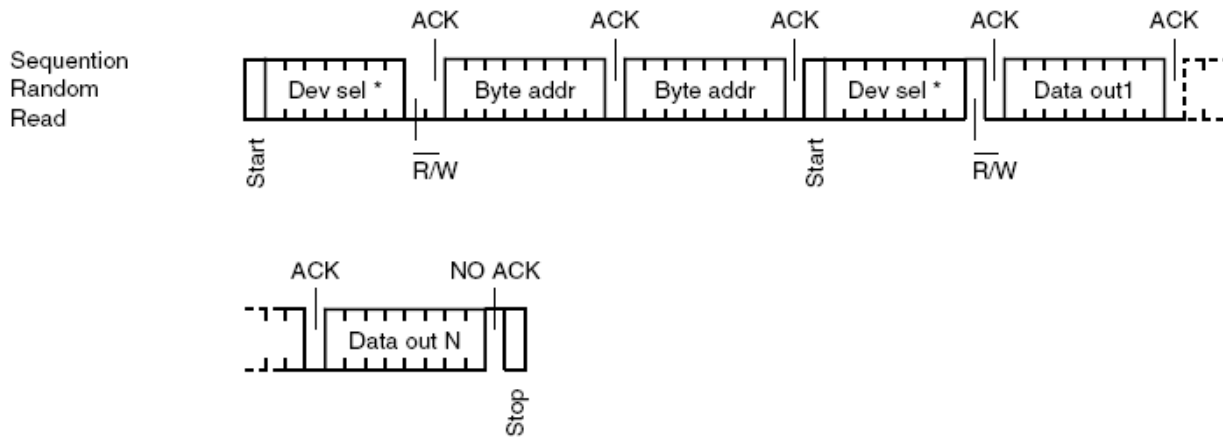 ACK ACK ACK ACK ACK
Sequention
Random
Read
Dev sel * Byte addr Byte addr Dev sel * Data out1
Start R/W Start R/W
ACK NO ACK
Data out N
Stop